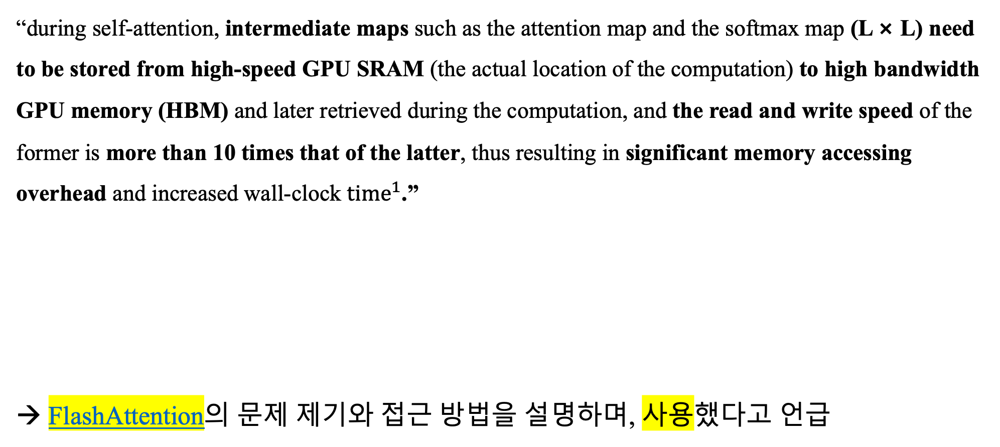 “during self-attention, intermediate maps such as the attention map and the softmax map (L × L) need
to be stored from high-speed GPU SRAM (the actual location of the computation) to high bandwidth
GPU memory (HBM) and later retrieved during the computation, and the read and write speed of the
former is more than 10 times that of the latter, thus resulting in significant memory accessing
overhead and increased wall-clock time¹.”
→ FlashAttention의 문제 제기와 접근 방법을 설명하며, 사용했다고 언급